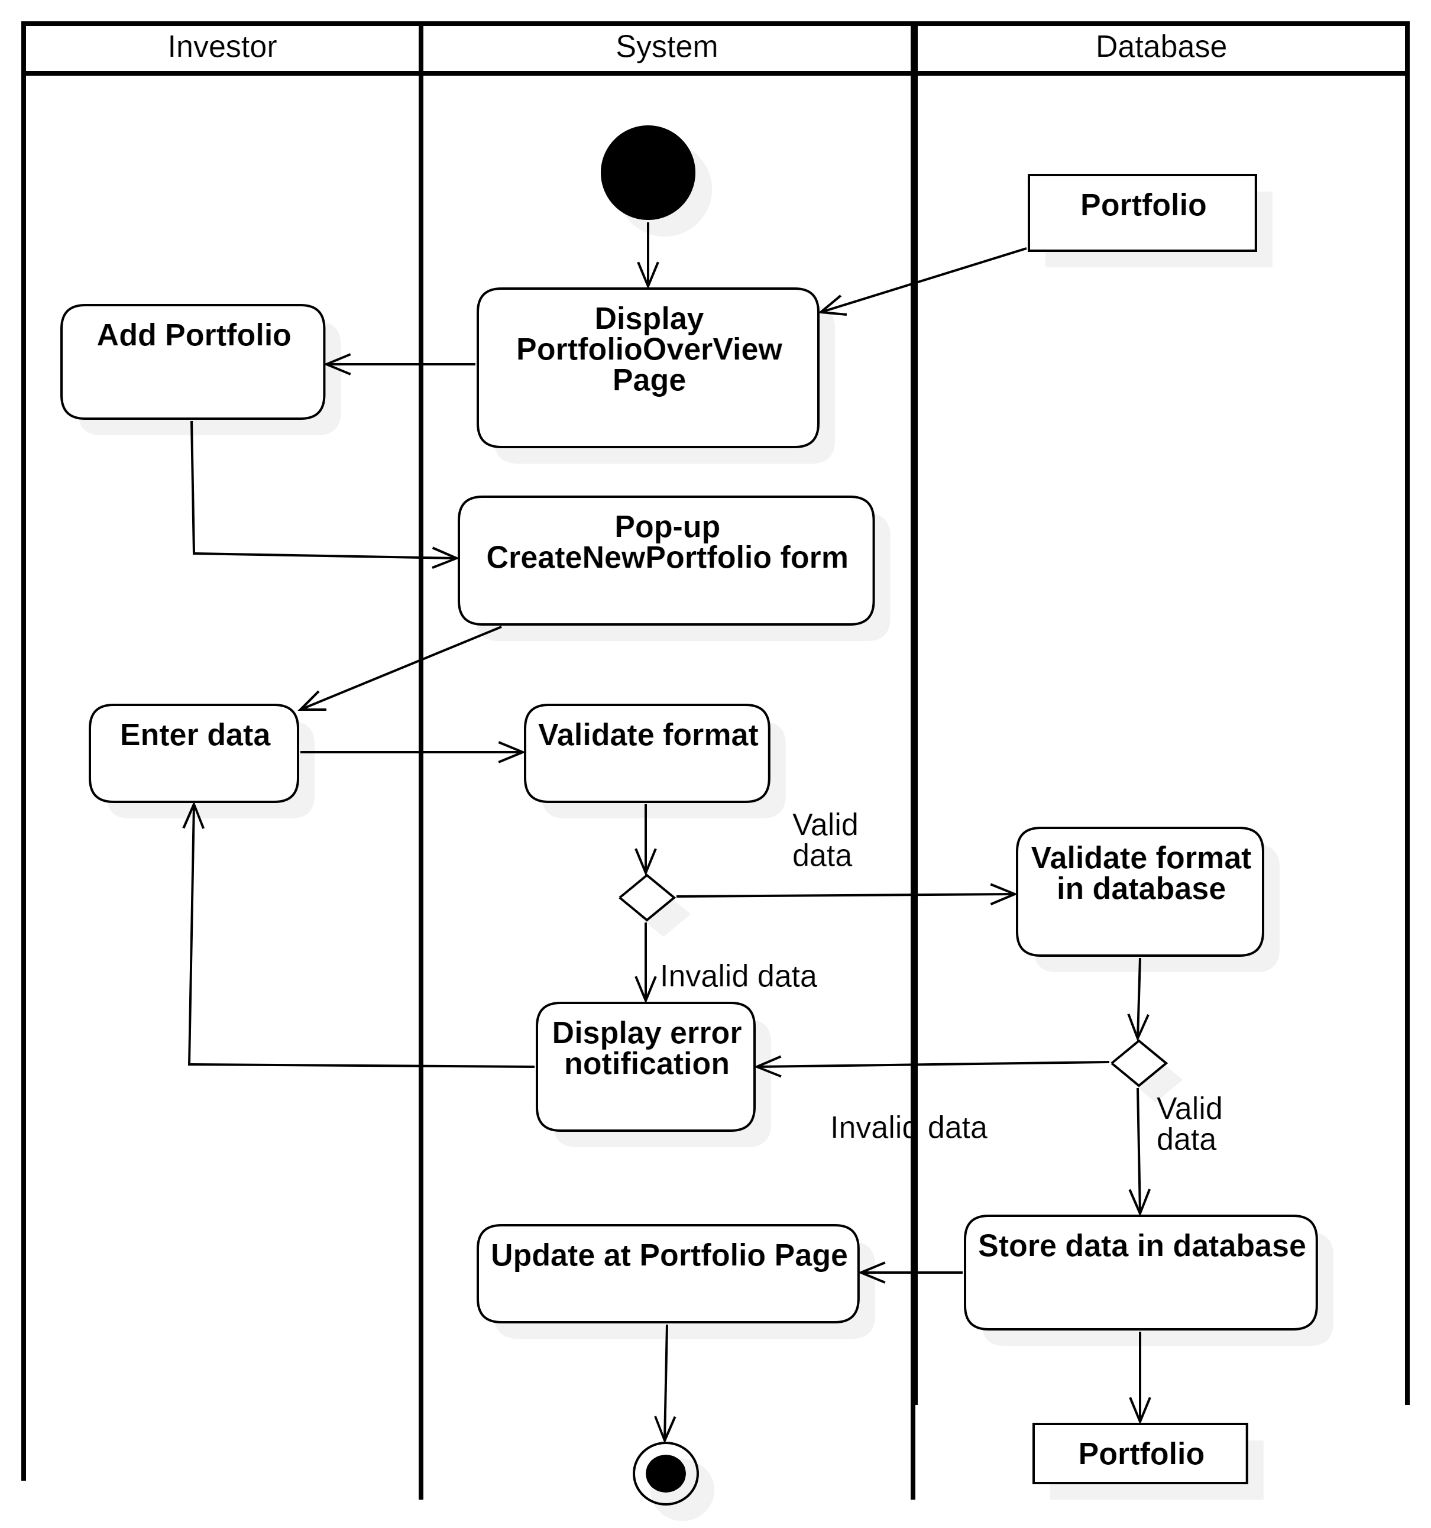 Investor
System
Database
Portfolio
Display
PortfolioOverView
Page
Add Portfolio
Pop-up
CreateNewPortfolio form
Enter data
Validate format
Valid
data
Validate format
in database
Invalid data
Display error
notification
Invalid data
Valid
data
Update at Portfolio Page
Store data in database
Portfolio